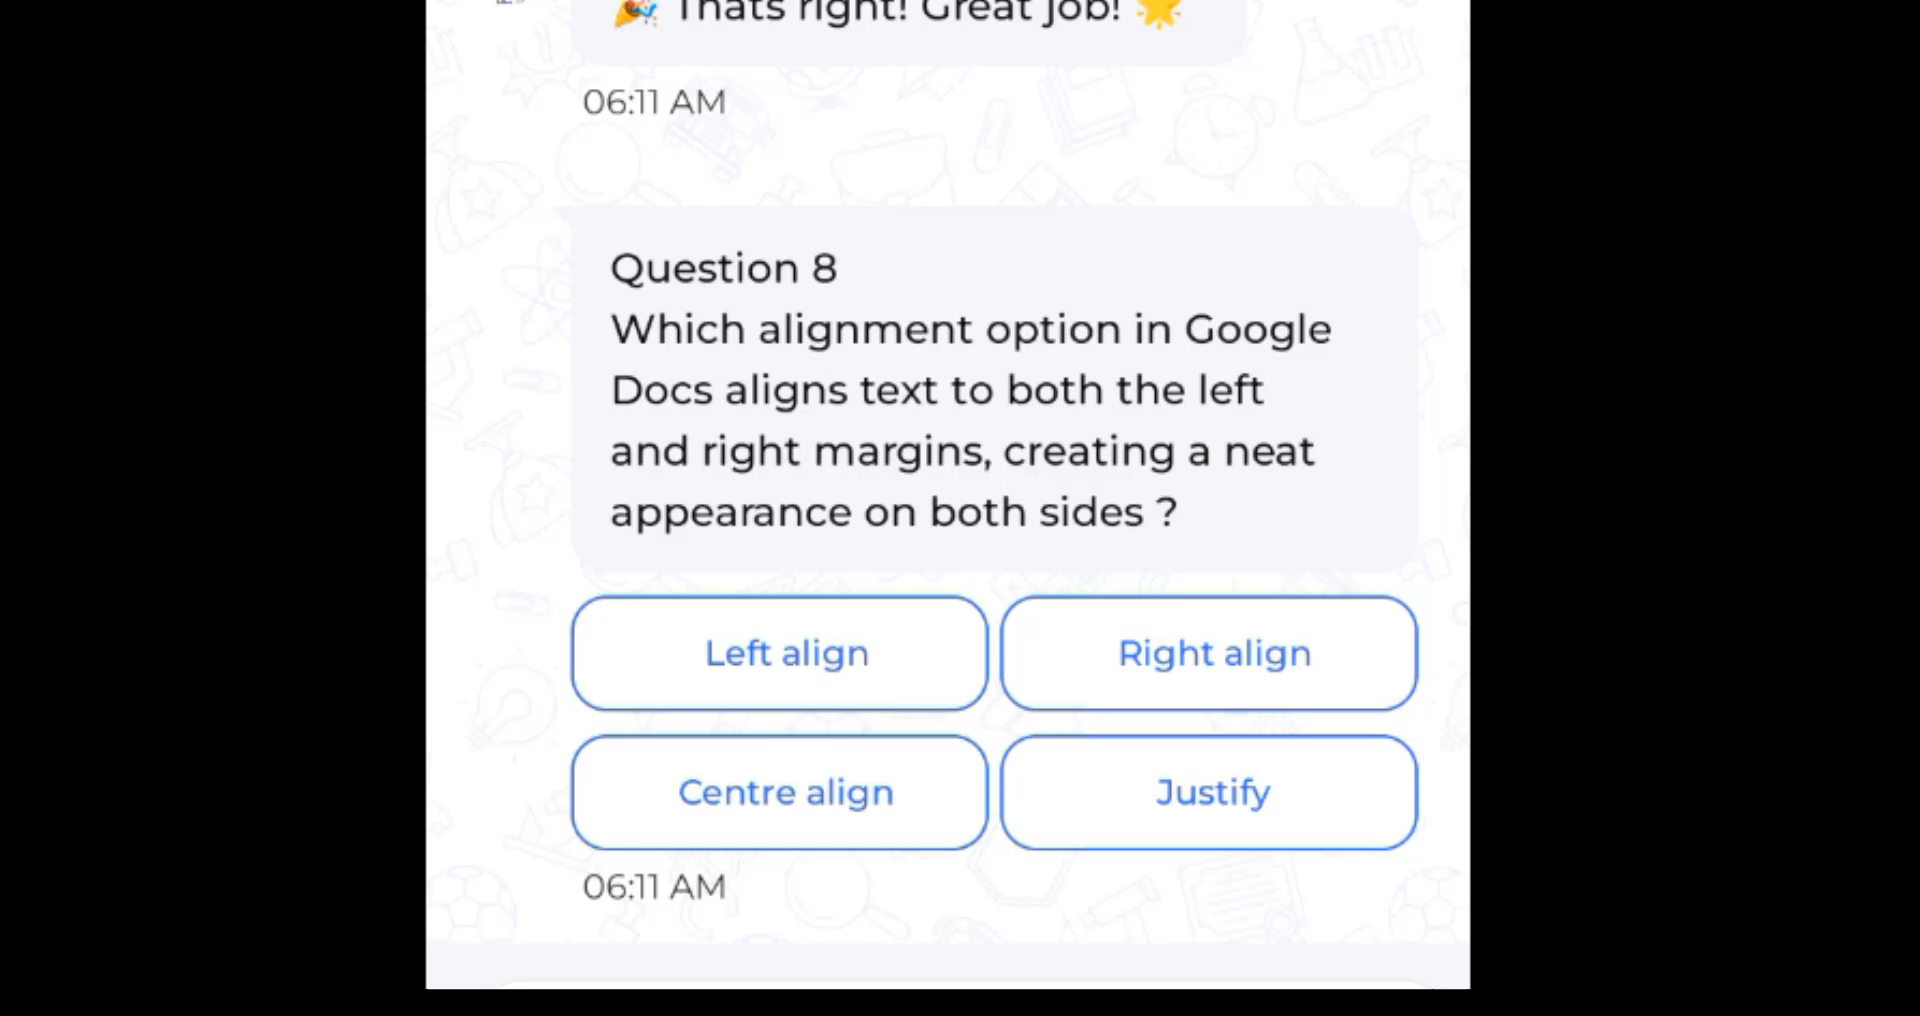 🎉 Thats right! Great job! 🌟
06:11 AM
Question 8
Which alignment option in Google
Docs aligns text to both the left
and right margins, creating a neat
appearance on both sides ?
Left align
Right align
Centre align
Justify
06:11 AM